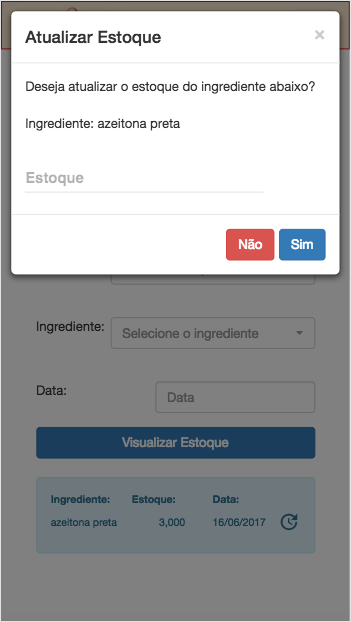 Atualizar Estoque ×
Deseja atualizar o estoque do ingrediente abaixo?
Ingrediente: azeitona preta
Estoque
Não Sim
Ingrediente: Selecione o ingrediente
Data: Data
Visualizar Estoque
Ingrediente: Estoque: Data:
azeitona preta 3,000 16/06/2017